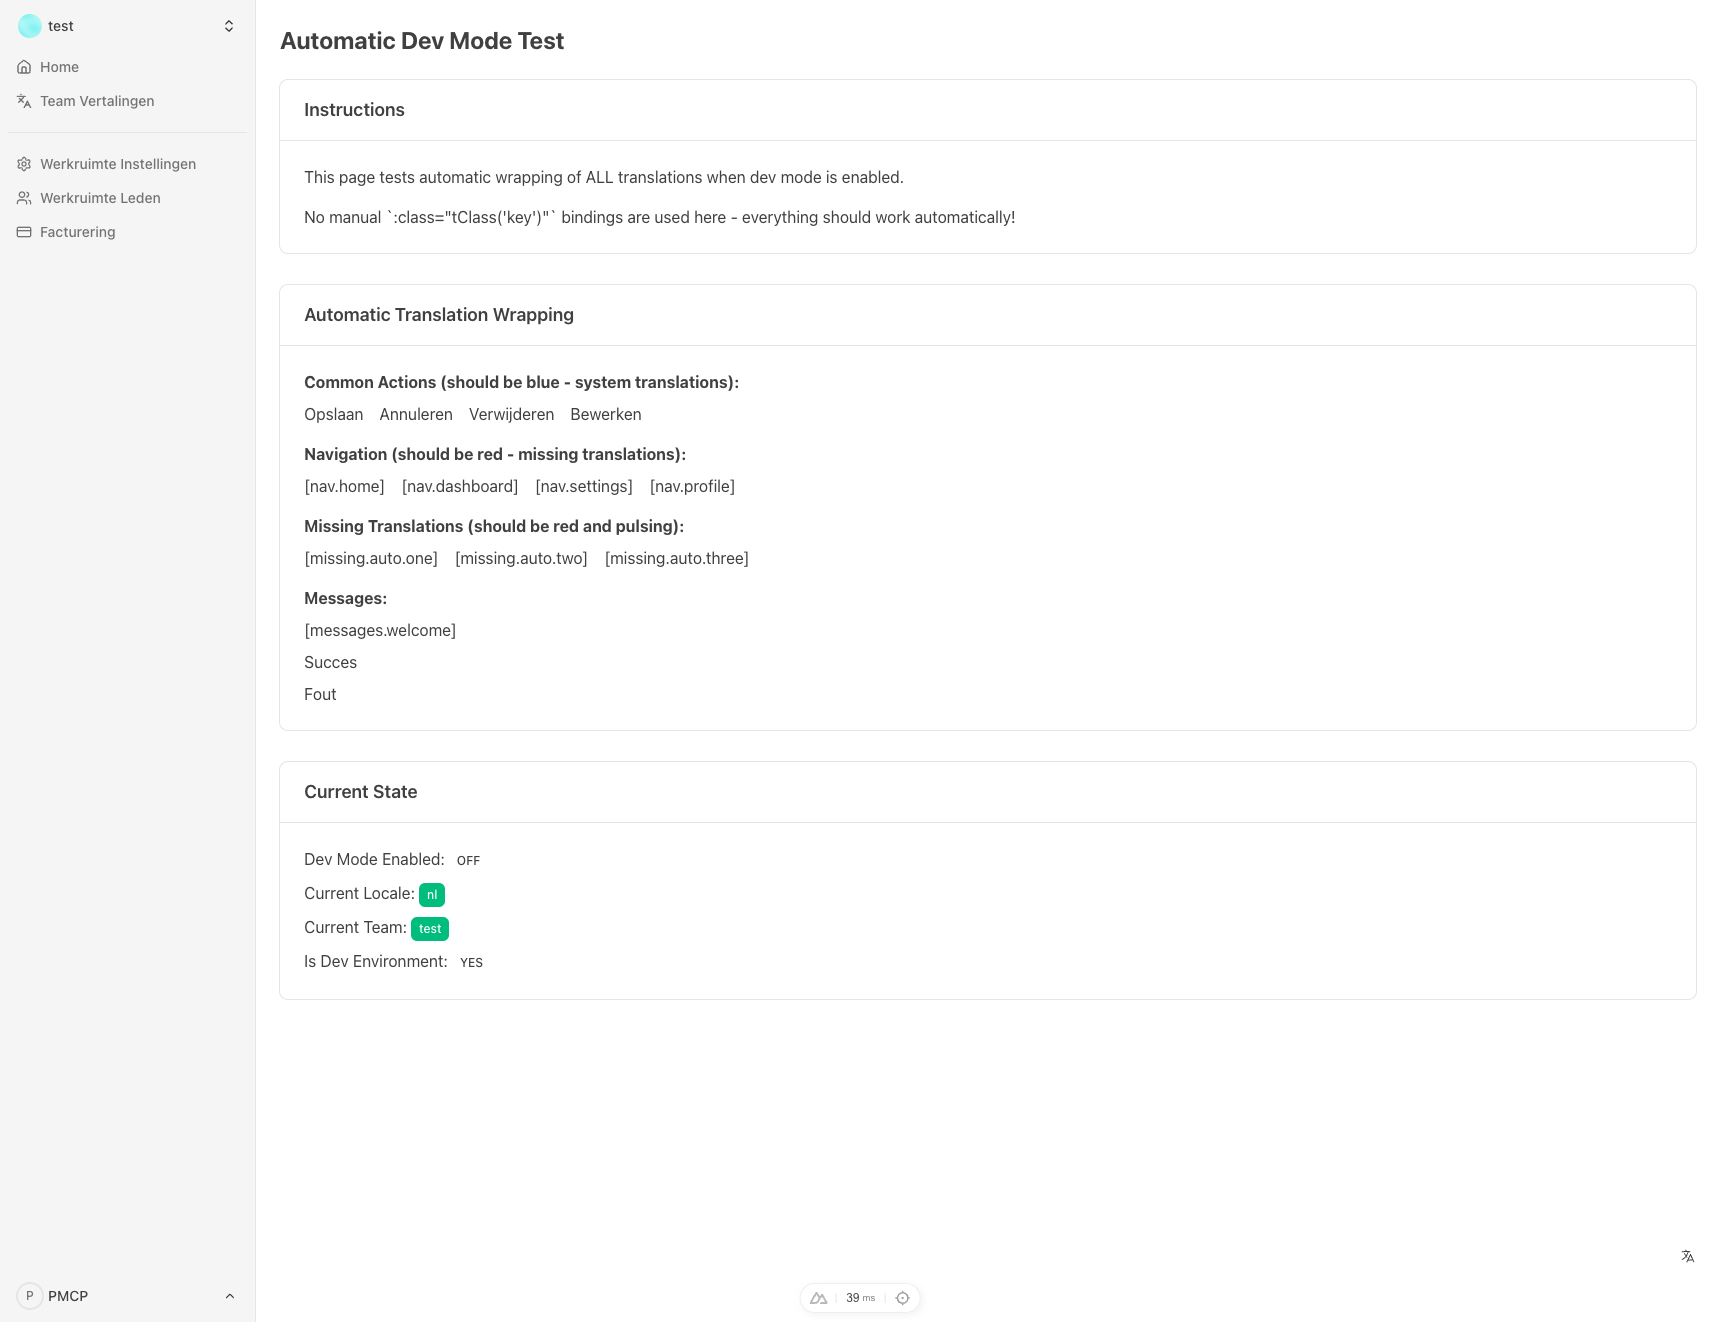 test
Home
Team Vertalingen
Werkruimte Instellingen
Werkruimte Leden
Facturering
P PMCP
Automatic Dev Mode Test
Instructions
This page tests automatic wrapping of ALL translations when dev mode is enabled.
No manual `:class="tClass('key')"` bindings are used here - everything should work automatically!
Automatic Translation Wrapping
Common Actions (should be blue - system translations):
Opslaan Annuleren Verwijderen Bewerken
Navigation (should be red - missing translations):
[nav.home] [nav.dashboard] [nav.settings] [nav.profile]
Missing Translations (should be red and pulsing):
[missing.auto.one] [missing.auto.two] [missing.auto.three]
Messages:
[messages.welcome]
Succes
Fout
Current State
Dev Mode Enabled: OFF
Current Locale: nl
Current Team: test
Is Dev Environment: YES
39 ms